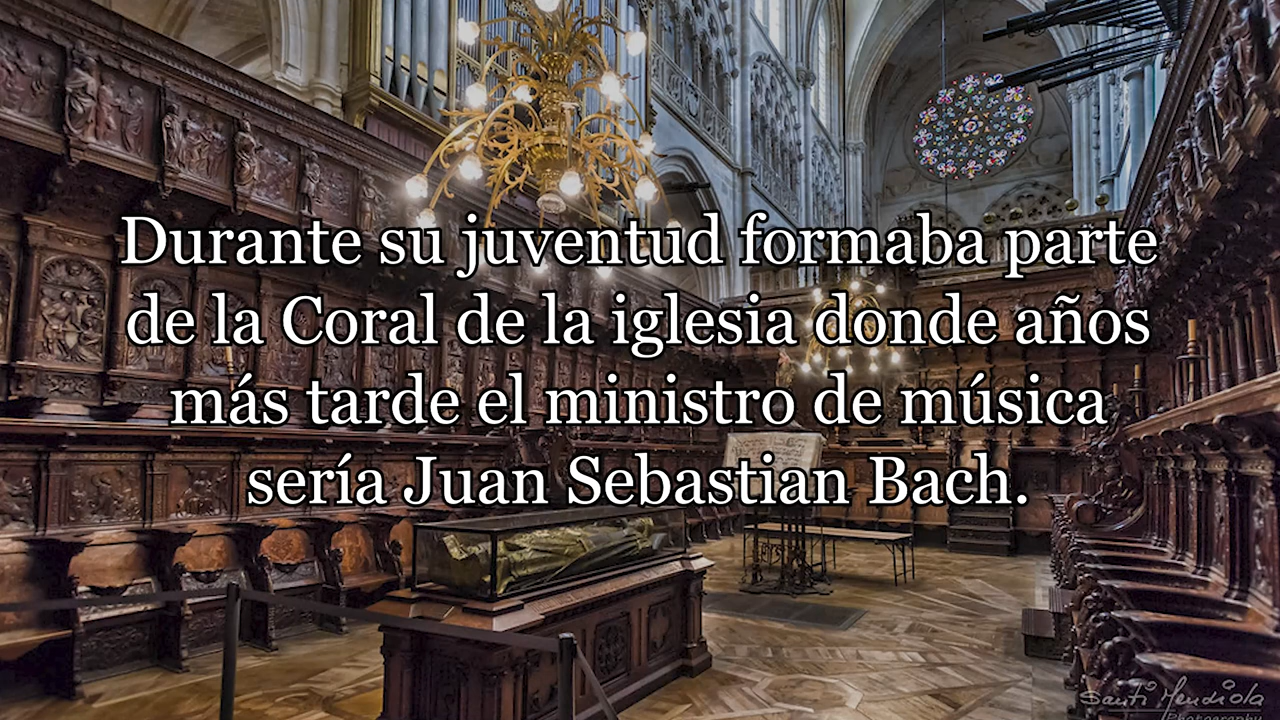 Durante su juventud formaba parte
de la Coral de la iglesia donde años
más tarde el ministro de música
sería Juan Sebastian Bach.
Santi Mendiola
Photography